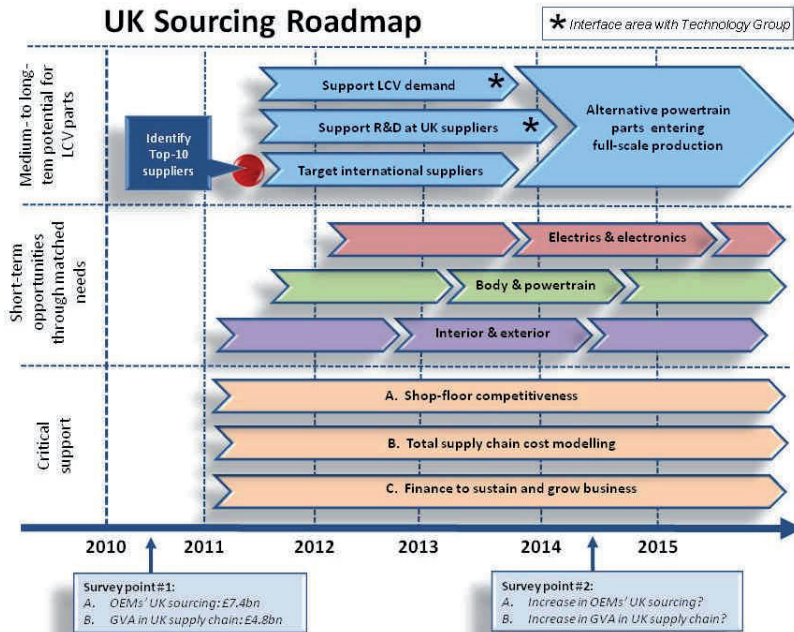 UK Sourcing Roadmap
* Interface area with Technology Group
Medium- to long-
tem potential for
LCV parts
Identify
Top-10
suppliers
Support LCV demand *
Support R&D at UK suppliers *
Target international suppliers
Alternative powertrain
parts entering
full-scale production
Short-term
opportunities
through matched
needs
Electrics & electronics
Body & powertrain
Interior & exterior
Critical
support
A. Shop-floor competitiveness
B. Total supply chain cost modelling
C. Finance to sustain and grow business
2010 2011 2012 2013 2014 2015
Survey point #1:
A. OEMs' UK sourcing: £7.4bn
B. GVA in UK supply chain: £4.8bn
Survey point #2:
A. Increase in OEMs' UK sourcing?
B. Increase in GVA in UK supply chain?